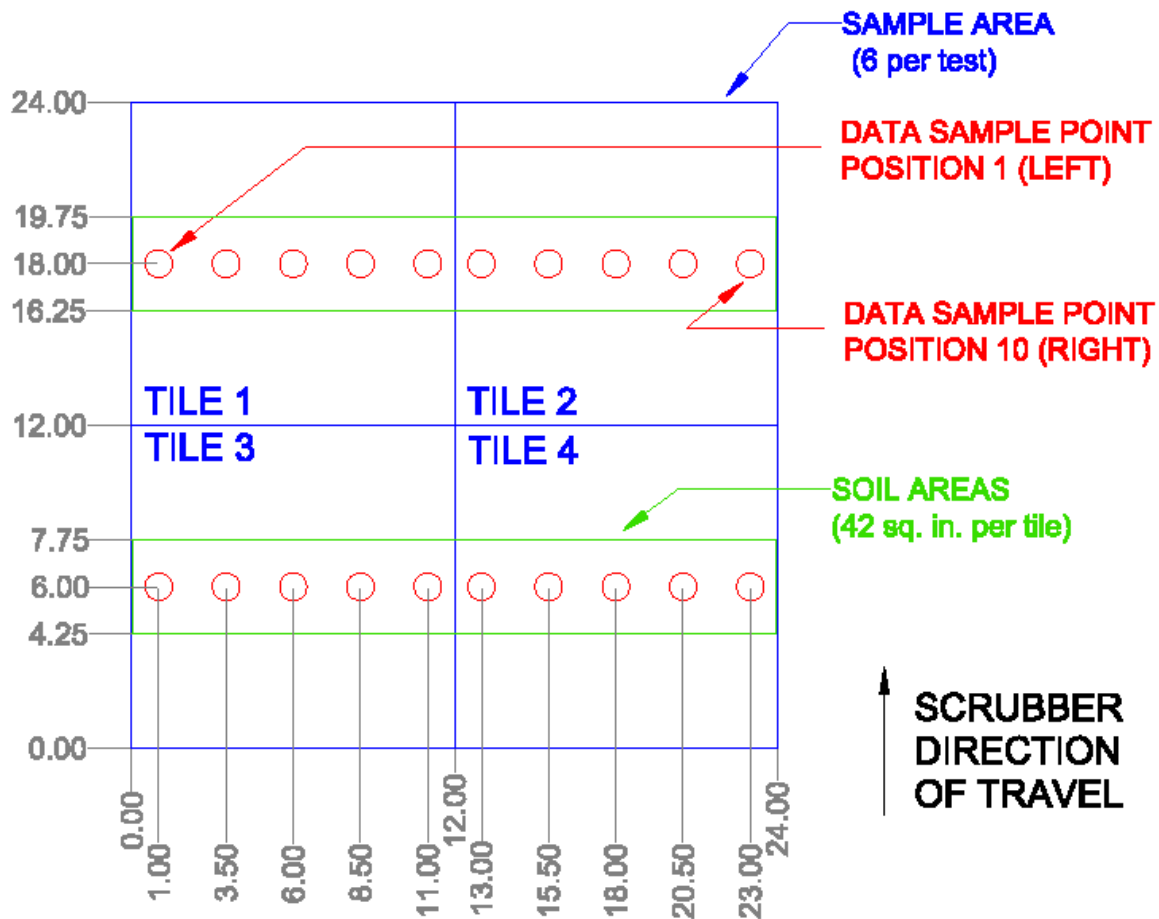 SAMPLE AREA
(6 per test)
24.00
DATA SAMPLE POINT
POSITION 1 (LEFT)
19.75
18.00
16.25
DATA SAMPLE POINT
POSITION 10 (RIGHT)
TILE 1
TILE 2
12.00
TILE 3
TILE 4
SOIL AREAS
(42 sq. in. per tile)
7.75
6.00
4.25
SCRUBBER
DIRECTION
OF TRAVEL
0.00
0.00
1.00
3.50
6.00
8.50
11.00
12.00
13.00
15.50
18.00
20.50
23.00
24.00